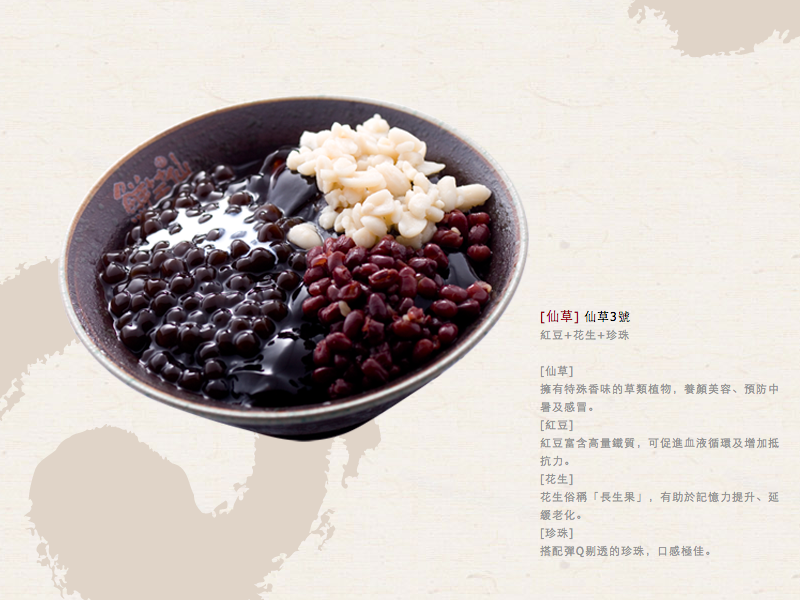 [仙草] 仙草3號
紅豆+花生+珍珠
[仙草]
擁有特殊香味的草類植物，養顏美容、預防中
暑及感冒。
[紅豆]
紅豆富含高量鐵質，可促進血液循環及增加抵
抗力。
[花生]
花生俗稱「長生果」，有助於記憶力提升、延
緩老化。
[珍珠]
搭配彈Q剔透的珍珠，口感極佳。